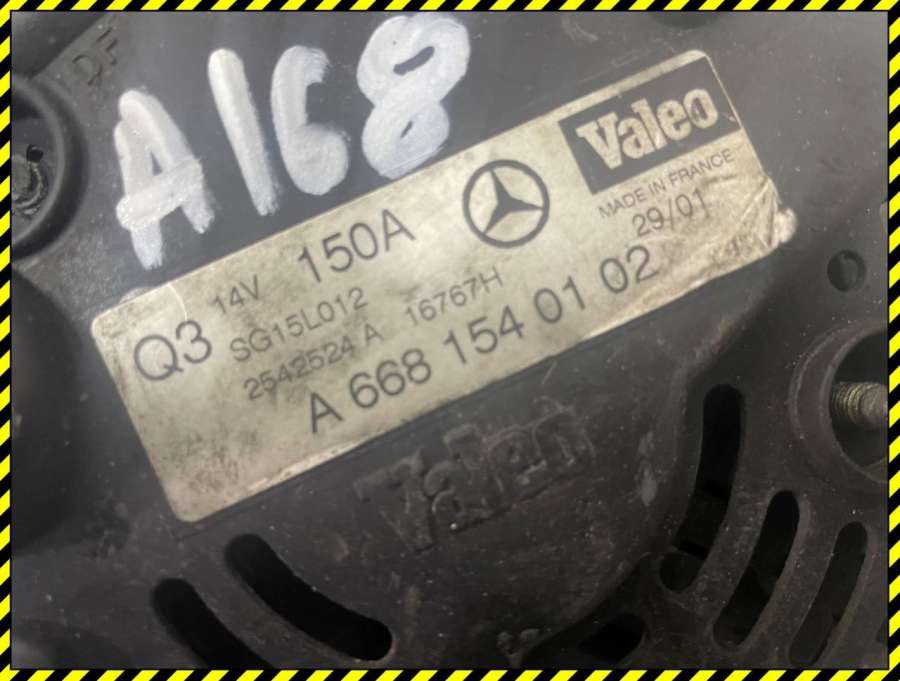 DF
A168
Valeo
MADE IN FRANCE
29/01
14V 150A
Q3
SG15L012
2542524 A 16767H
A 668 154 01 02
Valeo